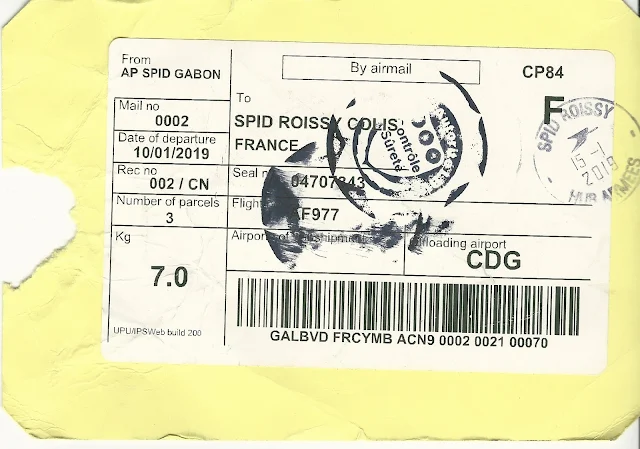 From
AP SPID GABON
By airmail
CP84
Mail no
0002
To
SPID ROISSY COLIS
FRANCE
F
Date of departure
10/01/2019
Rec no
002 / CN
Seal
Number of parcels
3
Flight
F977
Kg
7.0
Airport of transhipment
Offloading airport
CDG
UPU/IPSWeb build 200
GALBVD FRCYMB ACN9 0002 0021 00070
Contrôle
Sûreté
SPID ROISSY
15-1
2019
HUB ARMEES